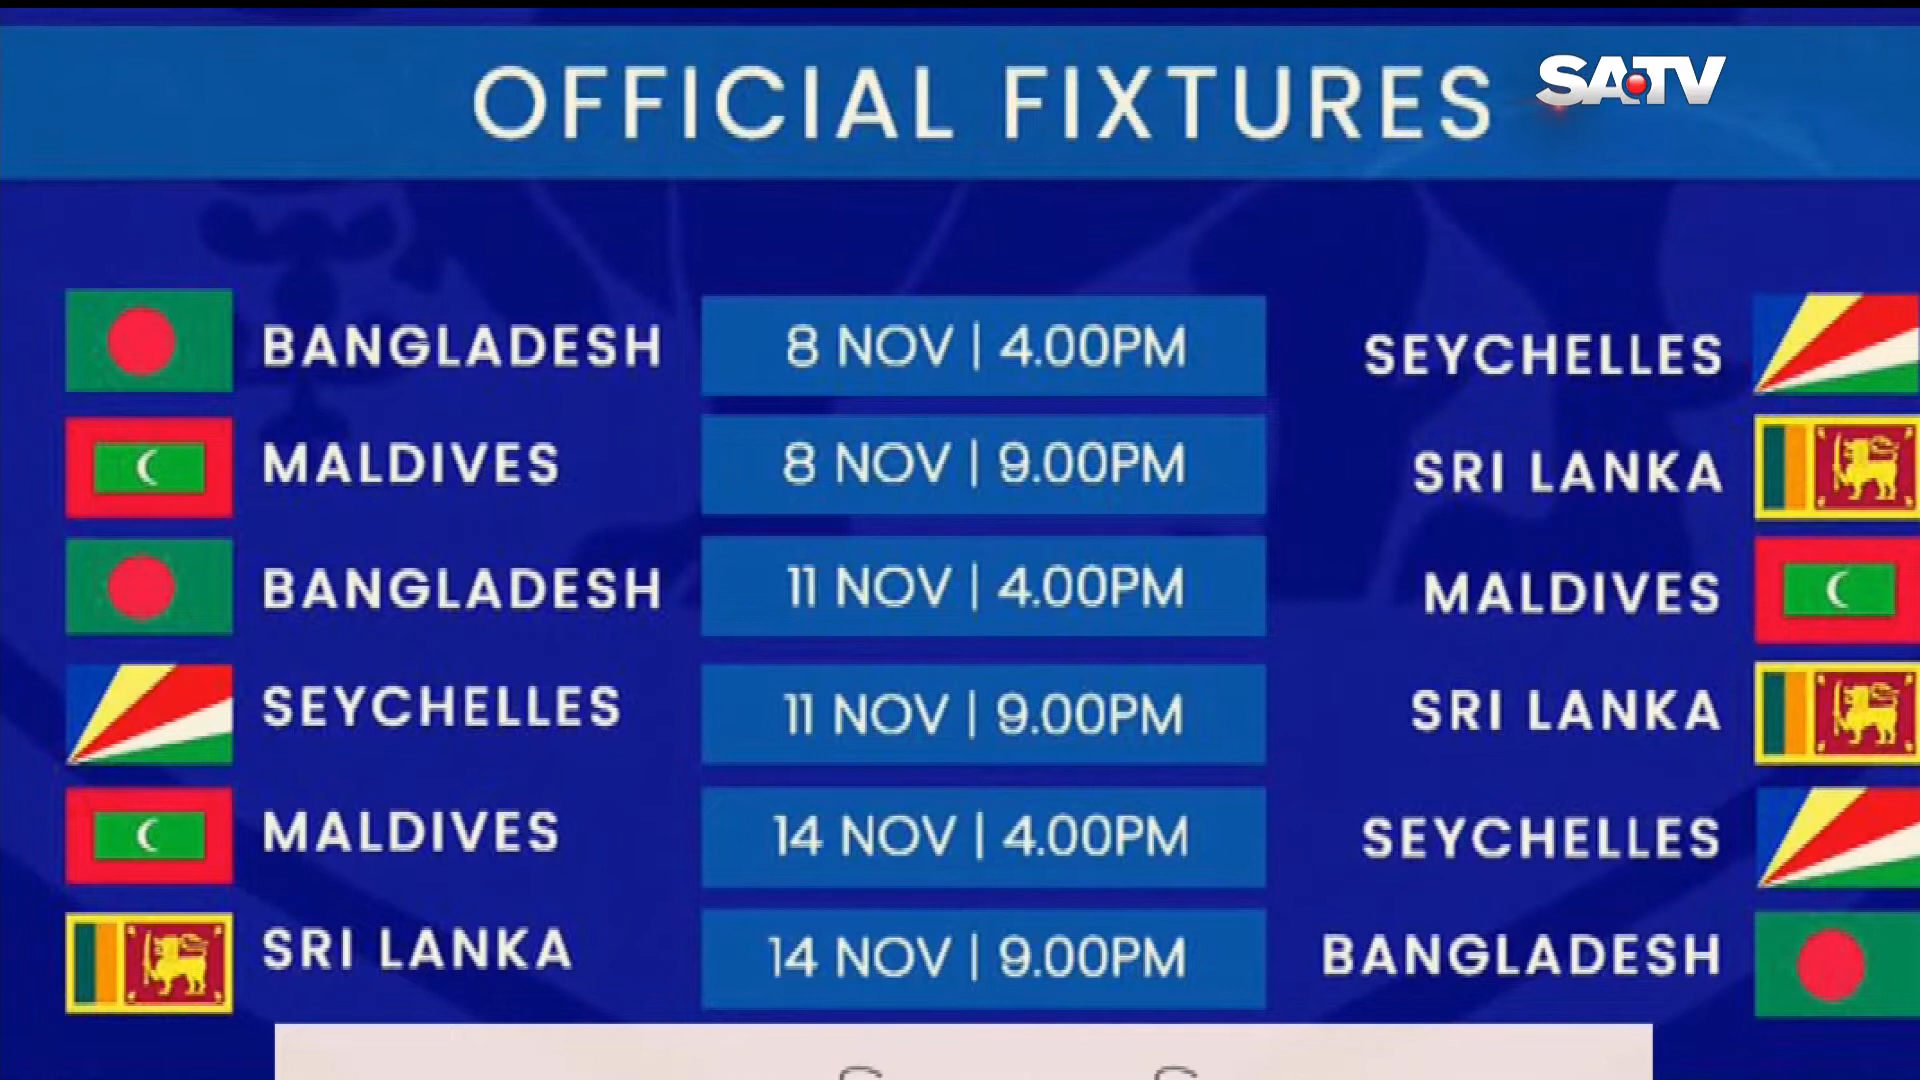 OFFICIAL FIXTURES
SATV
BANGLADESH 8 NOV | 4.00PM SEYCHELLES
MALDIVES 8 NOV | 9.00PM SRI LANKA
BANGLADESH 11 NOV | 4.00PM MALDIVES
SEYCHELLES 11 NOV | 9.00PM SRI LANKA
MALDIVES 14 NOV | 4.00PM SEYCHELLES
SRI LANKA 14 NOV | 9.00PM BANGLADESH